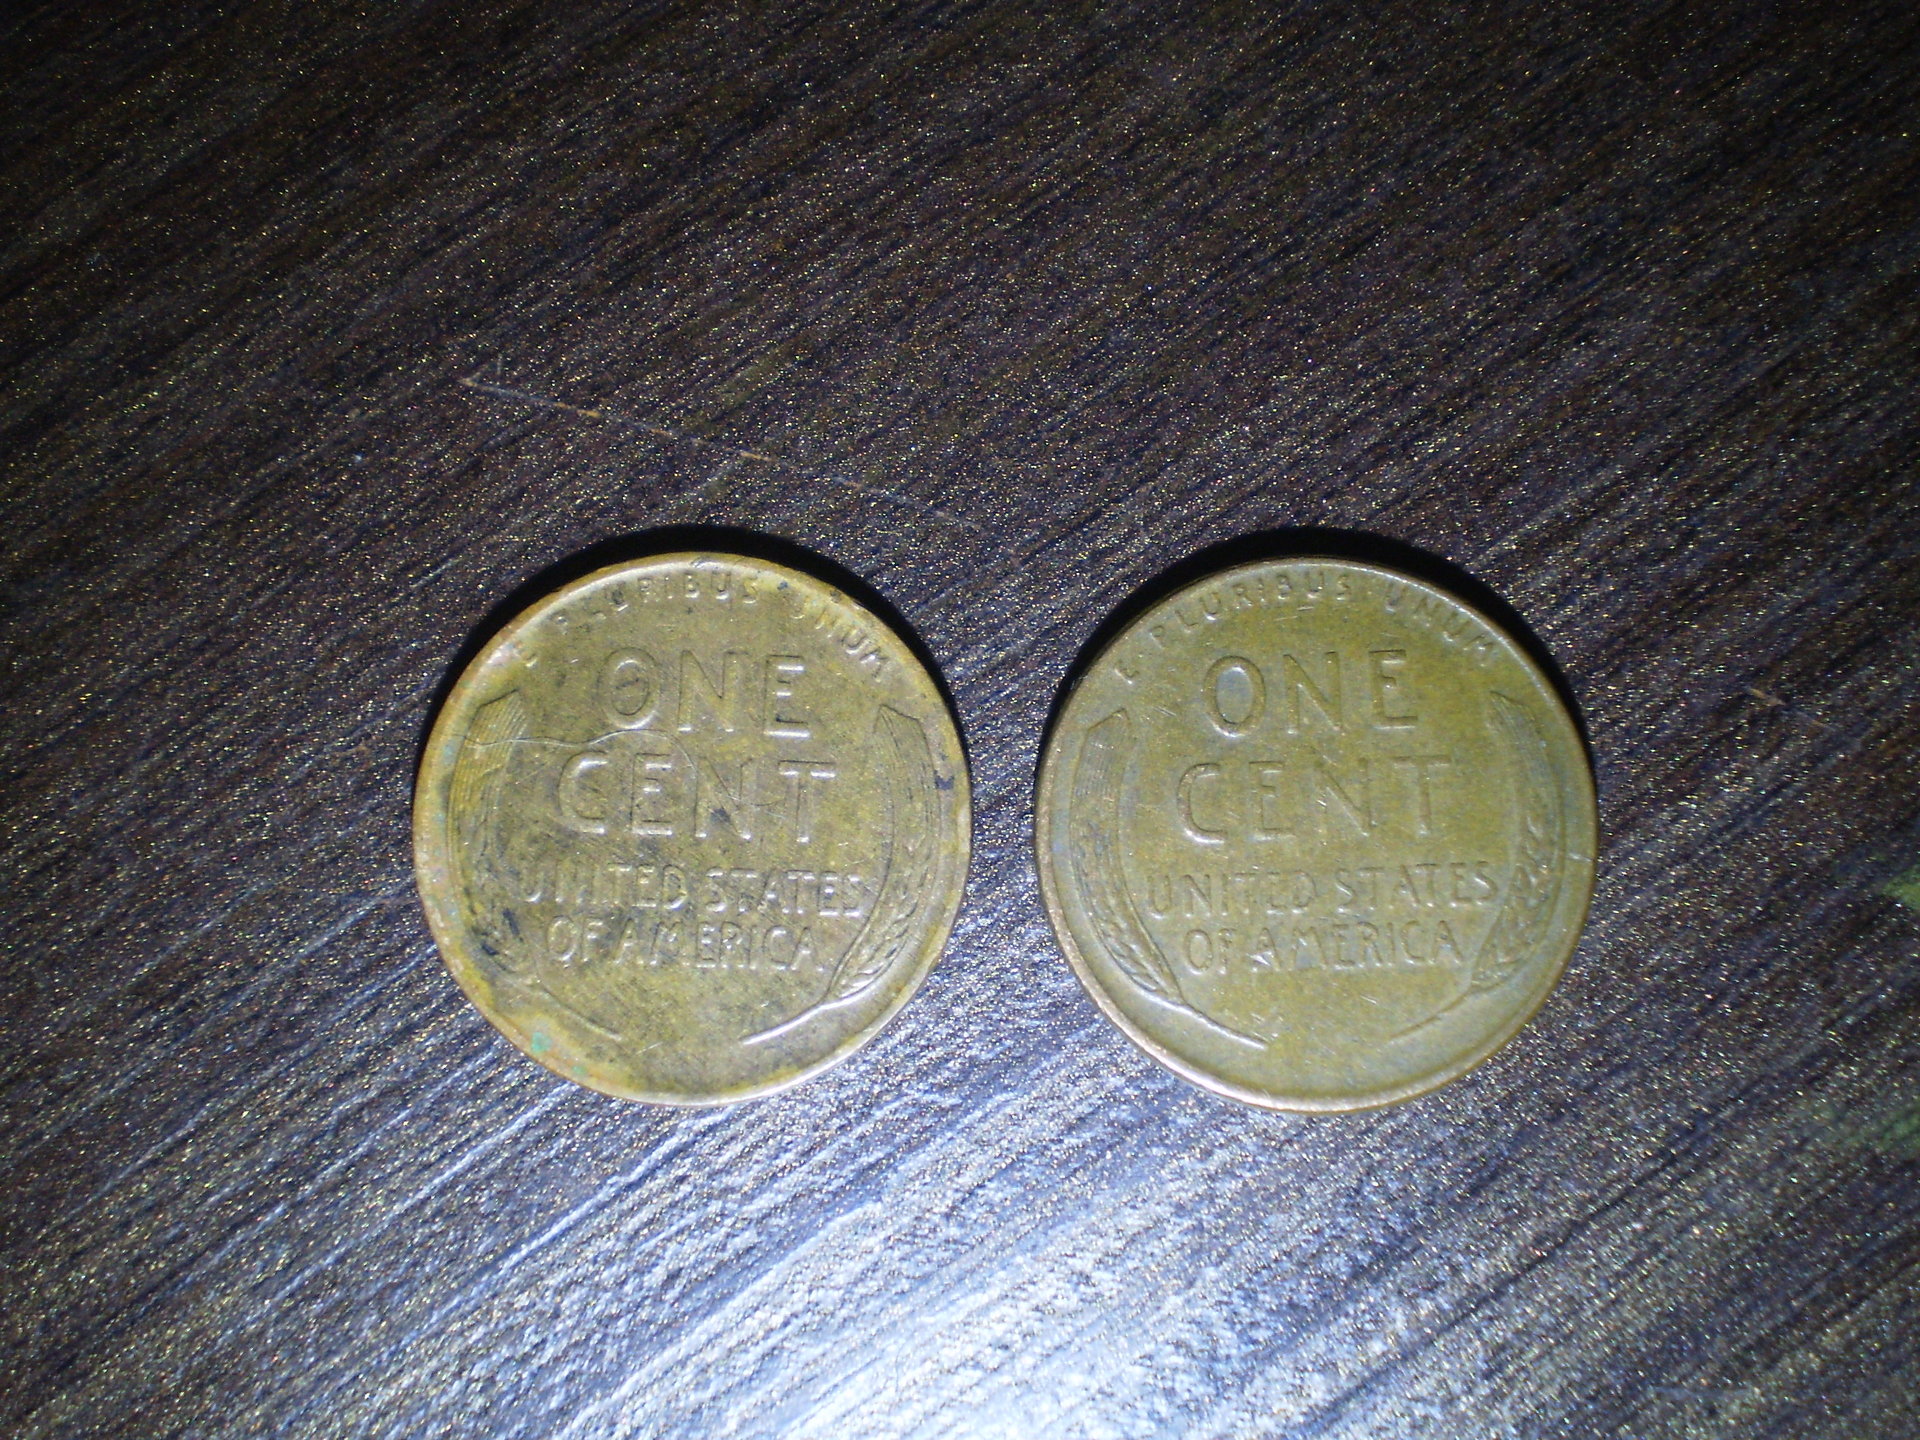 E PLURIBUS UNUM
ONE
CENT
UNITED STATES
OF AMERICA
E·PLURIBUS·UNUM
ONE
CENT
UNITED STATES
OF AMERICA